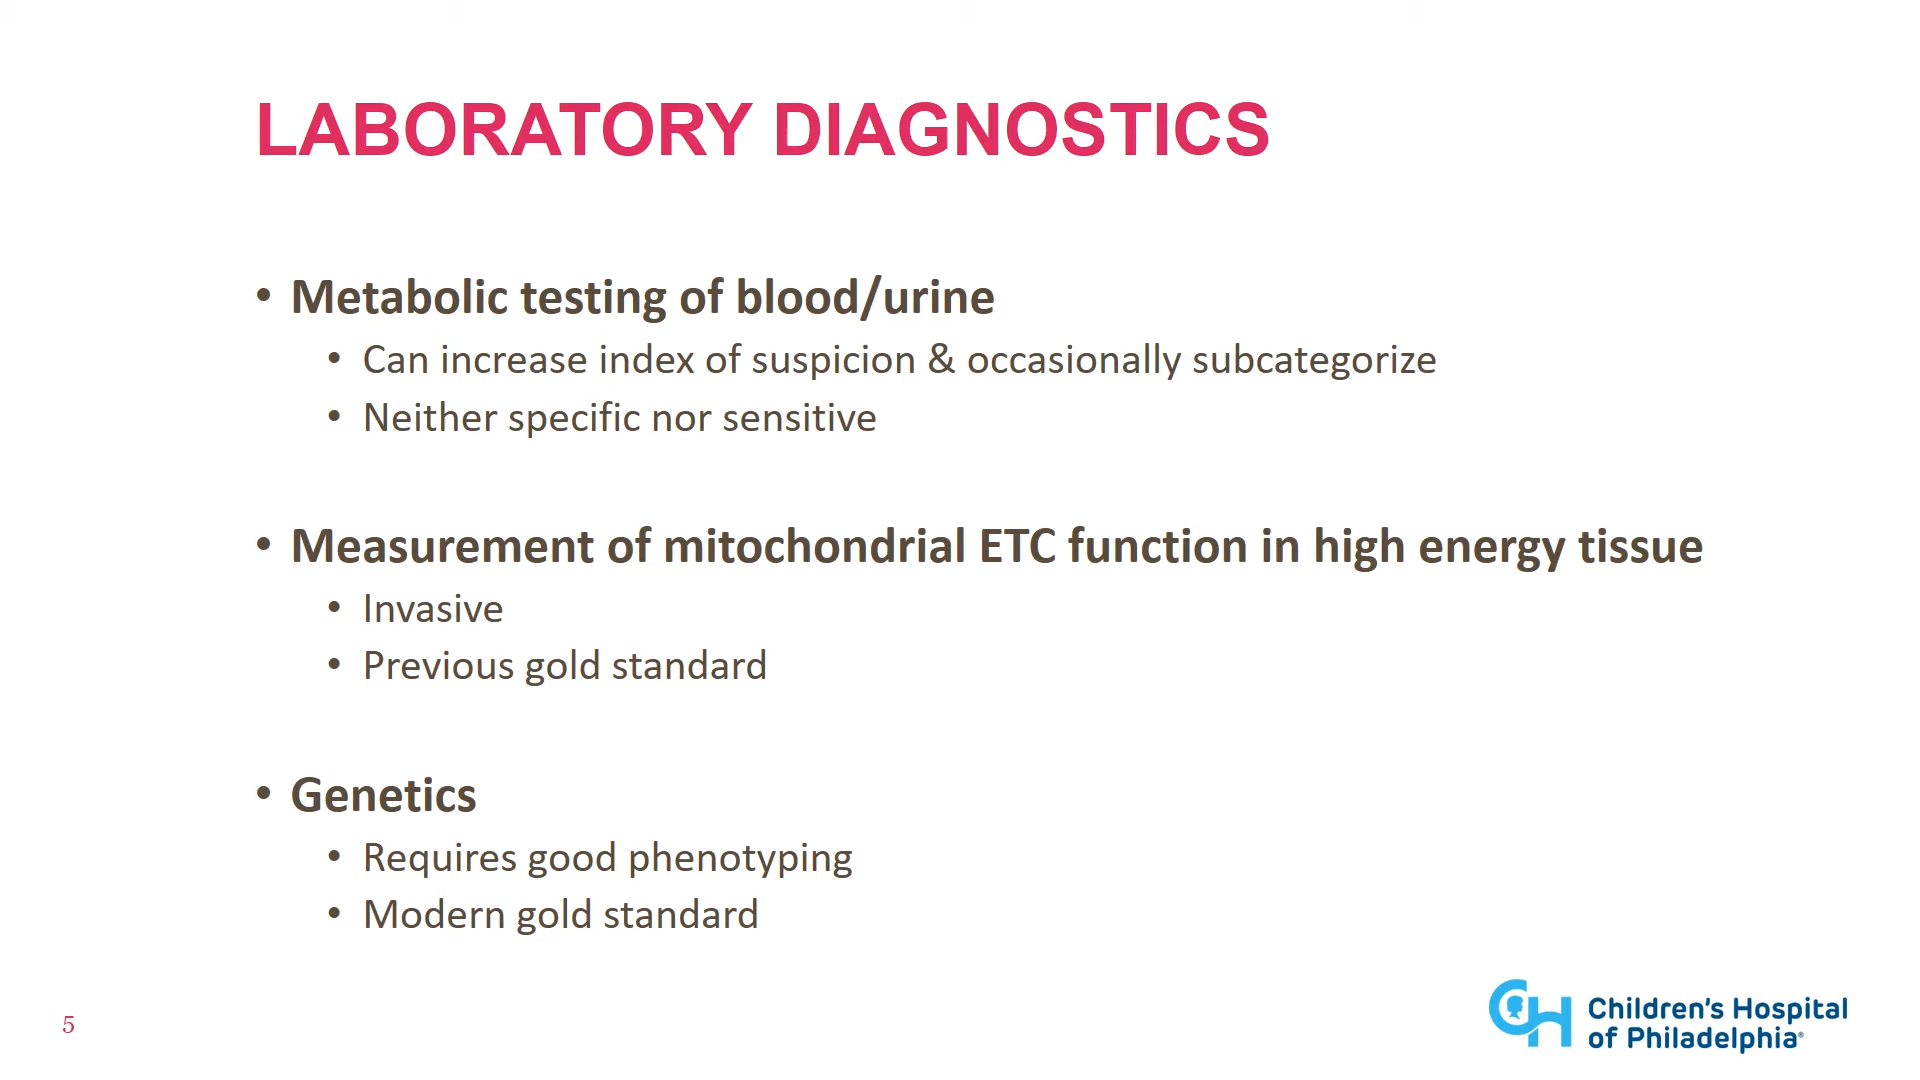 LABORATORY DIAGNOSTICS
• Metabolic testing of blood/urine
• Can increase index of suspicion & occasionally subcategorize
• Neither specific nor sensitive
• Measurement of mitochondrial ETC function in high energy tissue
• Invasive
• Previous gold standard
• Genetics
• Requires good phenotyping
• Modern gold standard
5
CH
Children's Hospital
of Philadelphia®